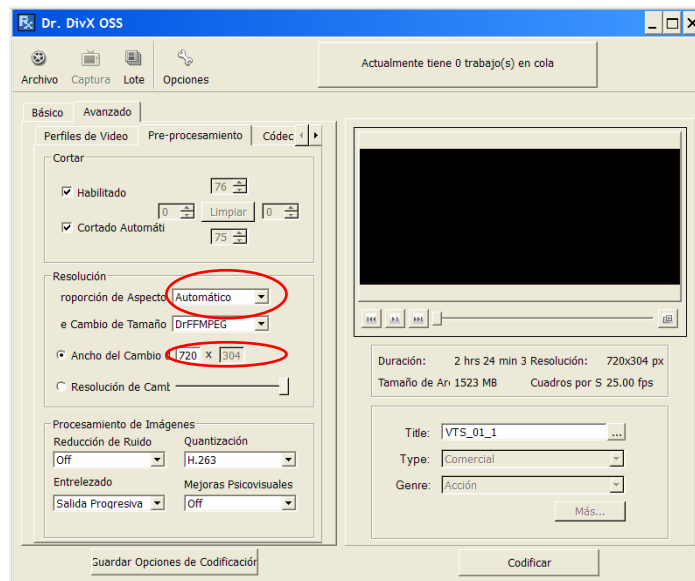 Dr. DivX OSS
Archivo Captura Lote Opciones
Actualmente tiene 0 trabajo(s) en cola
Básico Avanzado
Perfiles de Video Pre-procesamiento Códec
Cortar
Habilitado
76
0 Limpiar 0
Cortado Automáti
75
Resolución
roporción de Aspecto Automático
e Cambio de Tamaño DrFFMPEG
Ancho del Cambio 720 x 304
Resolución de Camb
Procesamiento de Imágenes
Reducción de Ruido Quantización
Off H.263
Entrelezado Mejoras Psicovisuales
Salida Progresiva Off
Guardar Opciones de Codificación
Duración: 2 hrs 24 min 3 Resolución: 720x304 px
Tamaño de Ar 1523 MB Cuadros por S 25.00 fps
Title: VTS_01_1 ...
Type: Comercial
Genre: Acción
Más...
Codificar